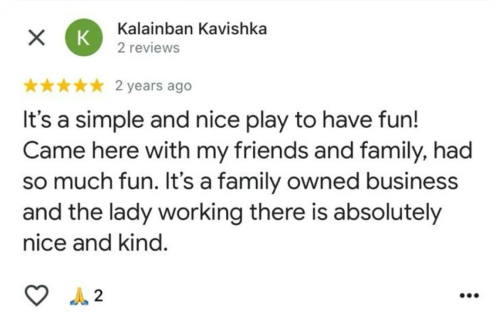 K
Kalainban Kavishka
2 reviews
2 years ago
It's a simple and nice play to have fun!
Came here with my friends and family, had
so much fun. It's a family owned business
and the lady working there is absolutely
nice and kind.
2